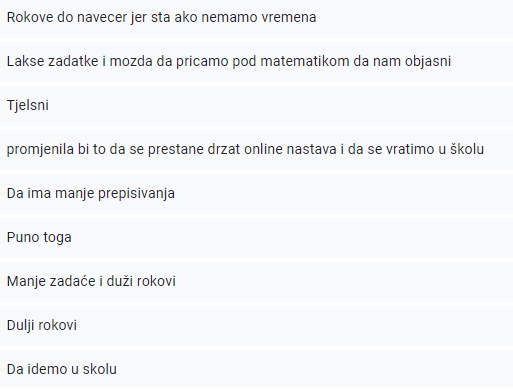 Rokove do navecer jer sta ako nemamo vremena
Lakse zadatke i mozda da pricamo pod matematikom da nam objasni
Tjelsni
promjenila bi to da se prestane drzat online nastava i da se vratimo u školu
Da ima manje prepisivanja
Puno toga
Manje zadaće i duži rokovi
Dulji rokovi
Da idemo u skolu